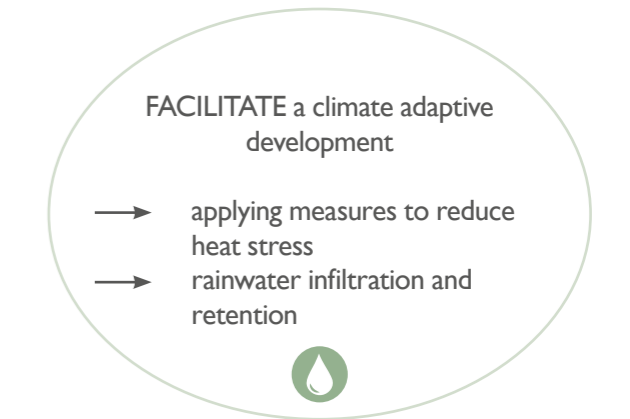 FACILITATE a climate adaptive
development
applying measures to reduce
heat stress
rainwater infiltration and
retention